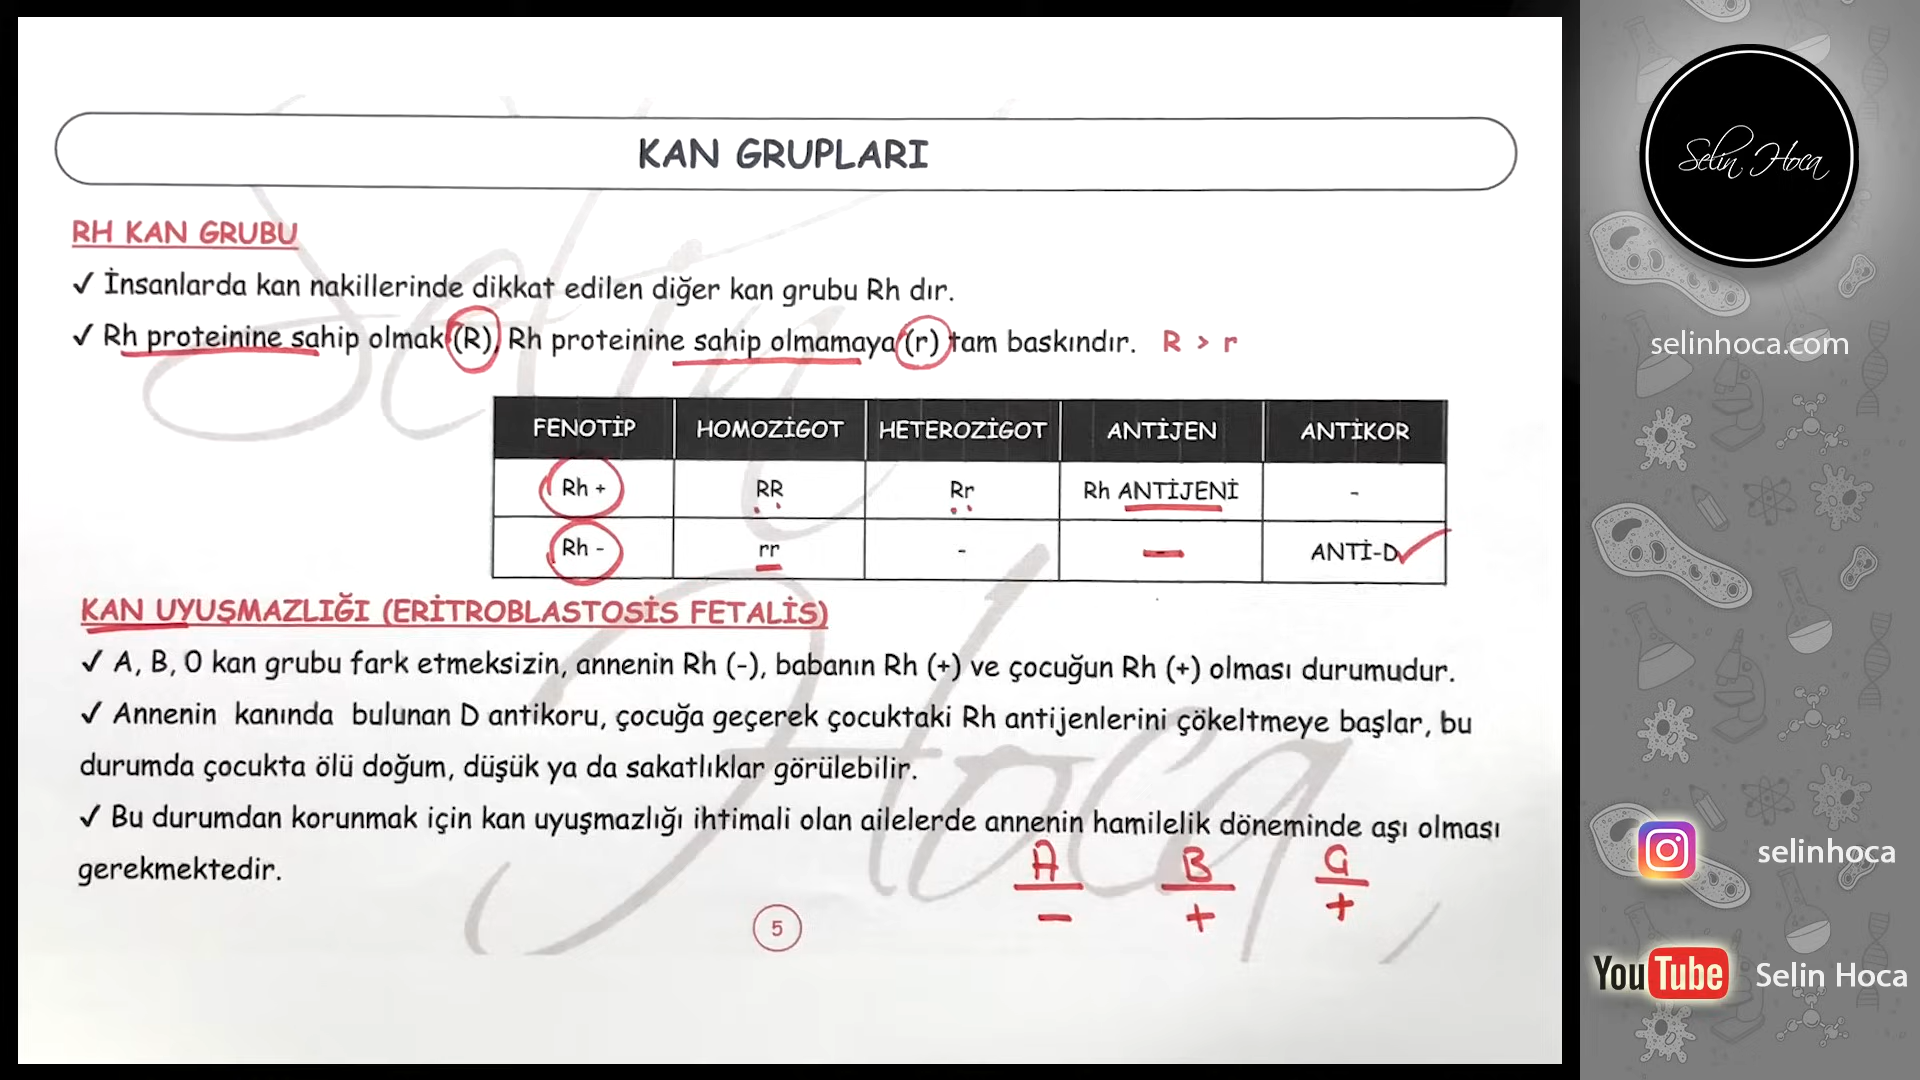 KAN GRUPLARI
RH KAN GRUBU
✓ İnsanlarda kan nakillerinde dikkat edilen diğer kan grubu Rh dır.
✓ Rh proteinine sahip olmak (R), Rh proteinine sahip olmamaya (r) tam baskındır. R > r
FENOTİP HOMOZİGOT HETEROZİGOT ANTİJEN ANTİKOR
Rh + RR Rr Rh ANTİJENİ -
Rh - rr - - ANTİ-D
KAN UYUŞMAZLIĞI (ERİTROBLASTOSİS FETALİS)
✓ A, B, O kan grubu fark etmeksizin, annenin Rh (-), babanın Rh (+) ve çocuğun Rh (+) olması durumudur.
✓ Annenin kanında bulunan D antikoru, çocuğa geçerek çocuktaki Rh antijenlerini çökeltmeye başlar, bu
durumda çocukta ölü doğum, düşük ya da sakatlıklar görülebilir.
✓ Bu durumdan korunmak için kan uyuşmazlığı ihtimali olan ailelerde annenin hamilelik döneminde aşı olması
gerekmektedir.
A B Ç
- + +
5
Selin Hoca
Selin Hoca
selinhoca.com
selinhoca
YouTube Selin Hoca